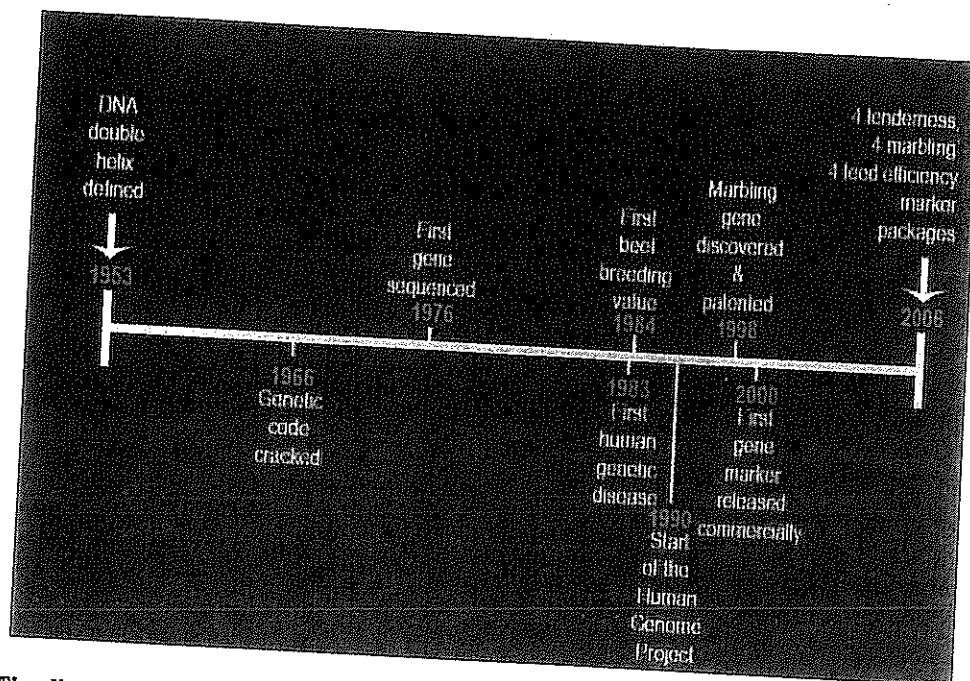 DNA
double
helix
defined
1953
1966
Genetic
code
cracked
First
gene
sequenced
1976
First
beef
breeding
value
1984
1983
First
human
genetic
disease
1990
Start
of the
Human
Genome
Project
Marbling
gene
discovered
&
patented
1998
2000
First
gene
marker
released
commercially
4 tenderness,
4 marbling
4 feed efficiency
marker
packages
2006